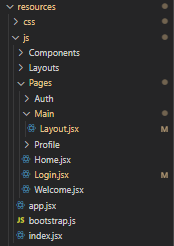 resources
css
js
Components
Layouts
Pages
Auth
Main
Layout.jsx M
Profile
Home.jsx
Login.jsx M
Welcome.jsx
app.jsx
JS bootstrap.js
index.jsx